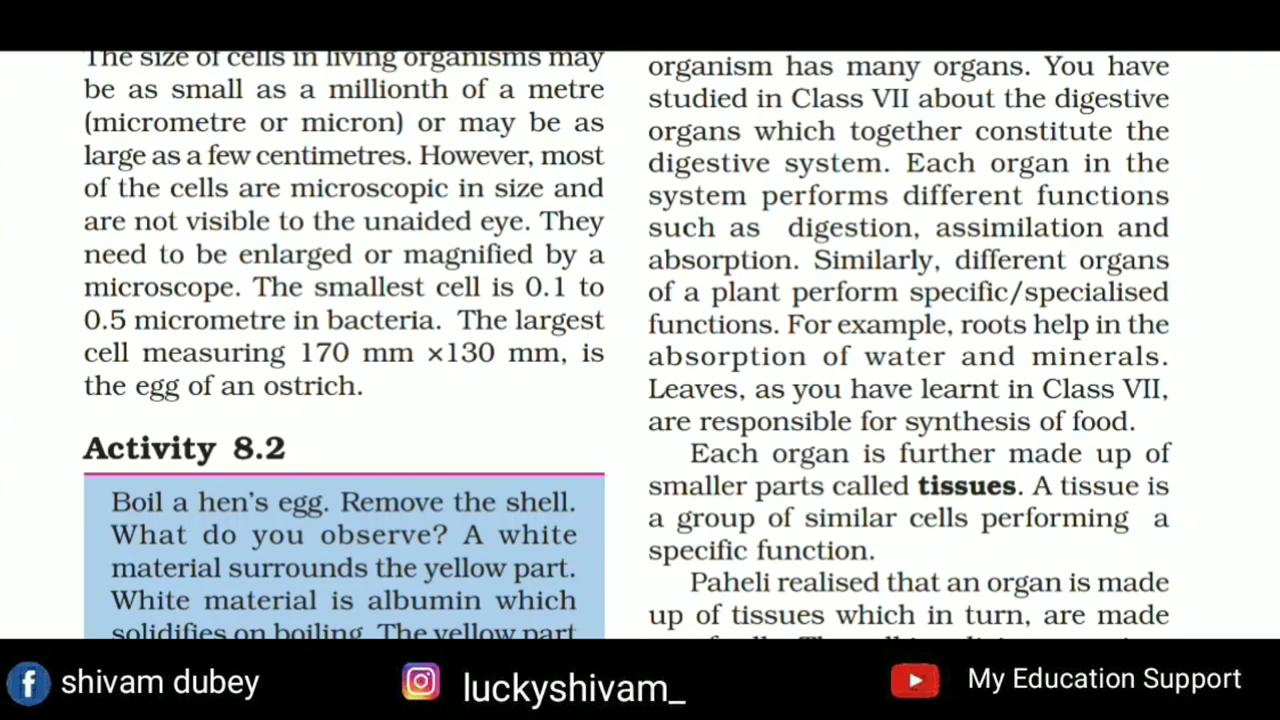 The size of cells in living organisms may
be as small as a millionth of a metre
(micrometre or micron) or may be as
large as a few centimetres. However, most
of the cells are microscopic in size and
are not visible to the unaided eye. They
need to be enlarged or magnified by a
microscope. The smallest cell is 0.1 to
0.5 micrometre in bacteria. The largest
cell measuring 170 mm ×130 mm, is
the egg of an ostrich.
Activity 8.2
Boil a hen's egg. Remove the shell.
What do you observe? A white
material surrounds the yellow part.
White material is albumin which
solidifies on boiling. The yellow part
organism has many organs. You have
studied in Class VII about the digestive
organs which together constitute the
digestive system. Each organ in the
system performs different functions
such as digestion, assimilation and
absorption. Similarly, different organs
of a plant perform specific/specialised
functions. For example, roots help in the
absorption of water and minerals.
Leaves, as you have learnt in Class VII,
are responsible for synthesis of food.
Each organ is further made up of
smaller parts called tissues. A tissue is
a group of similar cells performing a
specific function.
Paheli realised that an organ is made
up of tissues which in turn, are made
shivam dubey
luckyshivam_
My Education Support